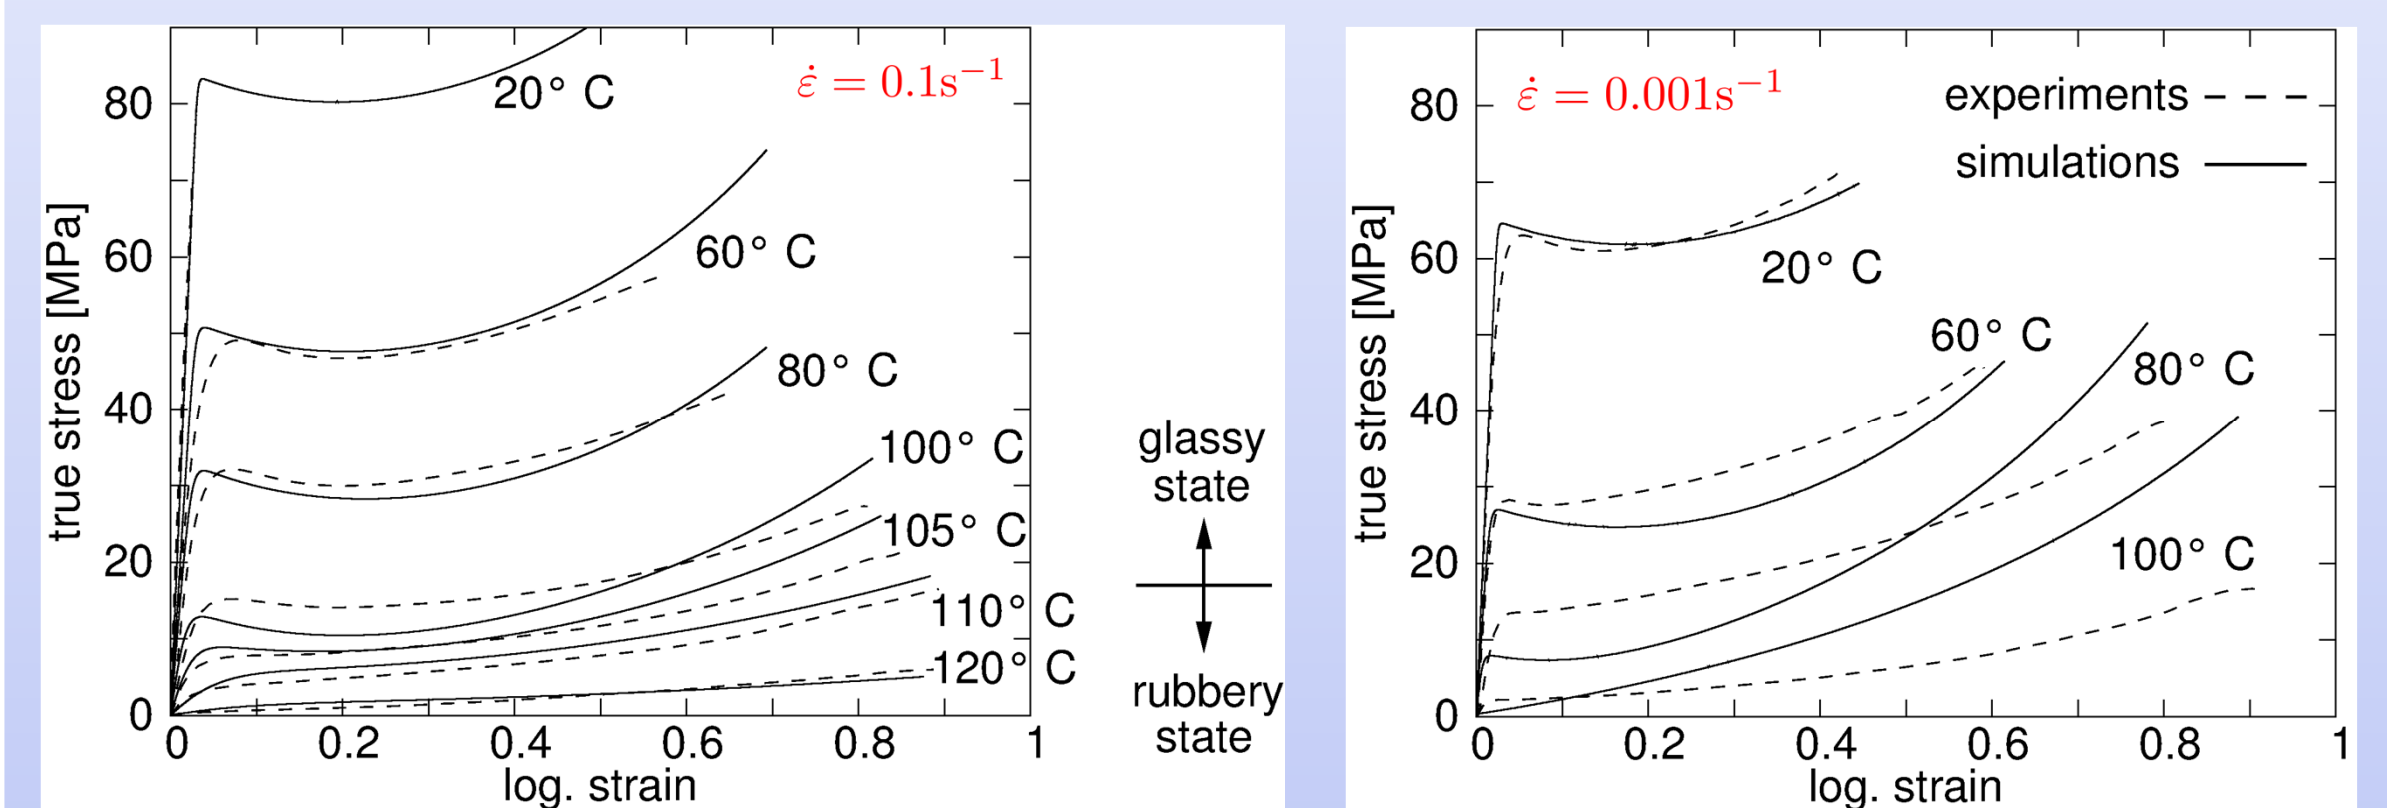 true stress [MPa]
80
60
40
20
0
0 0.2 0.4 0.6 0.8 1
log. strain
ε̇ = 0.1s⁻¹
20° C
60° C
80° C
100° C
105° C
110° C
120° C
glassy
state
rubbery
state
true stress [MPa]
80
60
40
20
0
0 0.2 0.4 0.6 0.8 1
log. strain
ε̇ = 0.001s⁻¹
experiments
simulations
20° C
60° C
80° C
100° C